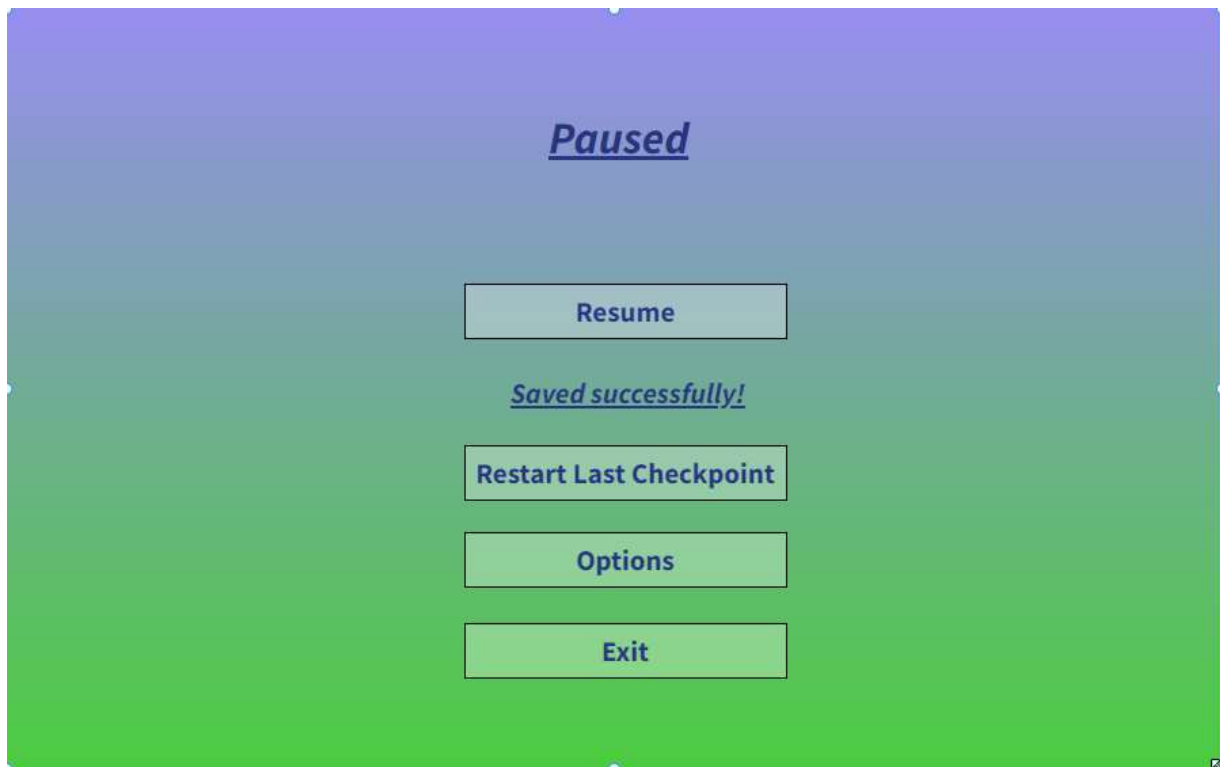 Paused
Resume
Saved successfully!
Restart Last Checkpoint
Options
Exit